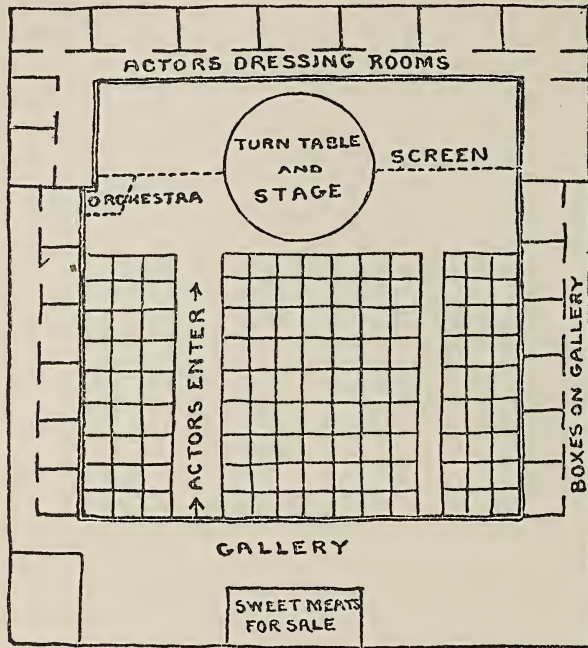 ACTORS DRESSING ROOMS
TURN TABLE
AND
STAGE
SCREEN
ORCHESTRA
ACTORS ENTER
BOXES ON GALLERY
GALLERY
SWEET MEATS
FOR SALE